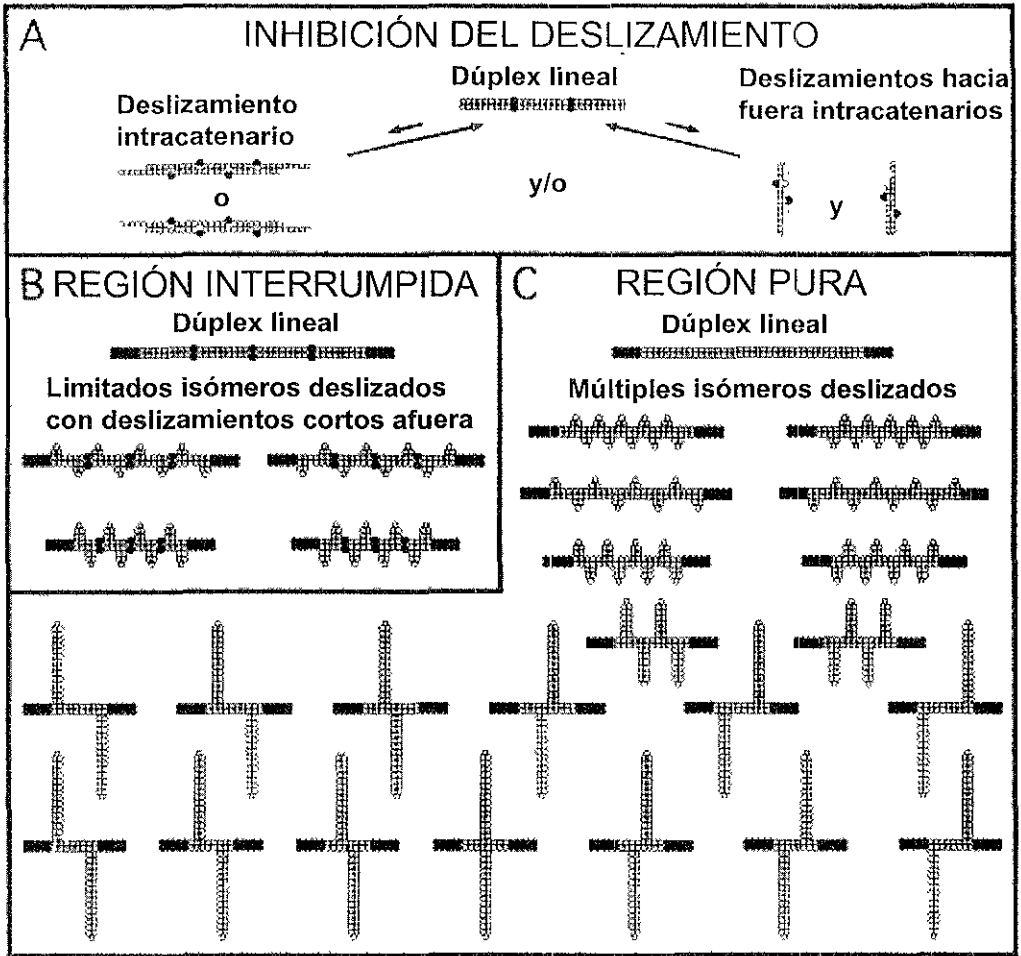 A
INHIBICIÓN DEL DESLIZAMIENTO
Dúplex lineal
Deslizamiento
intracatenario
Deslizamientos hacia
fuera intracatenarios
o
y/o
y
B REGIÓN INTERRUMPIDA
Dúplex lineal
Limitados isómeros deslizados
con deslizamientos cortos afuera
C REGIÓN PURA
Dúplex lineal
Múltiples isómeros deslizados